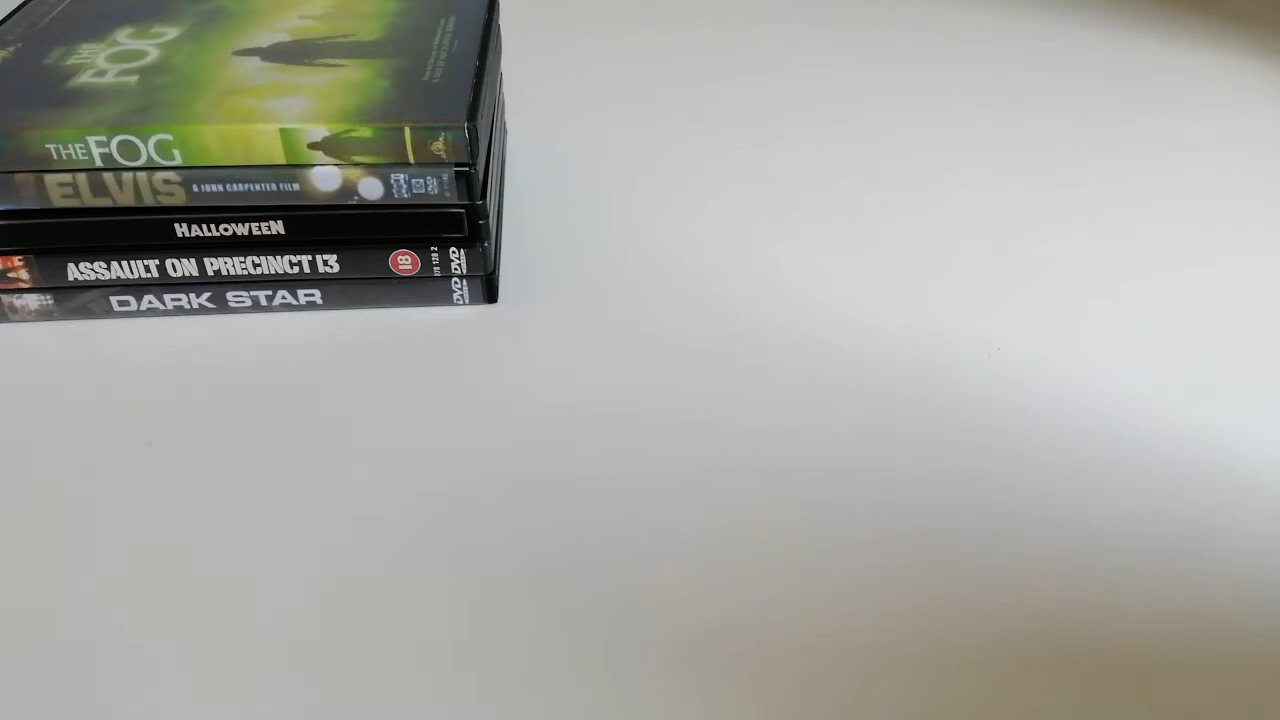 THE
FOG
THE FOG
ELVIS A JOHN CARPENTER FILM DVD
HALLOWEEN
ASSAULT ON PRECINCT 13 18 DVD
DARK STAR DVD